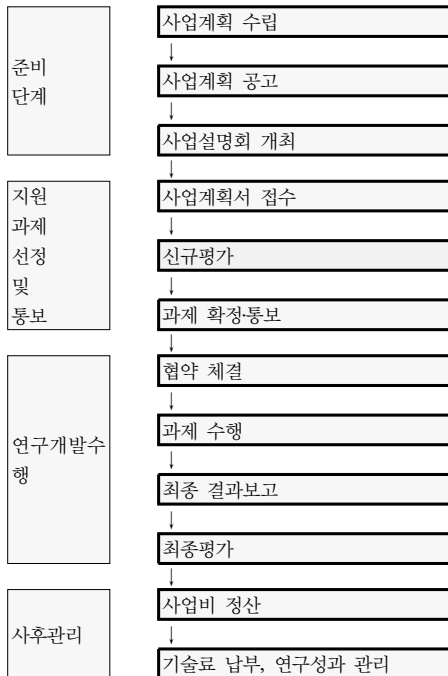 준비
단계
사업계획 수립
↓
사업계획 공고
↓
사업설명회 개최
↓
지원
과제
선정
및
통보
사업계획서 접수
↓
신규평가
↓
과제 확정·통보
↓
연구개발수
행
협약 체결
↓
과제 수행
↓
최종 결과보고
↓
최종평가
↓
사후관리
사업비 정산
↓
기술료 납부, 연구성과 관리